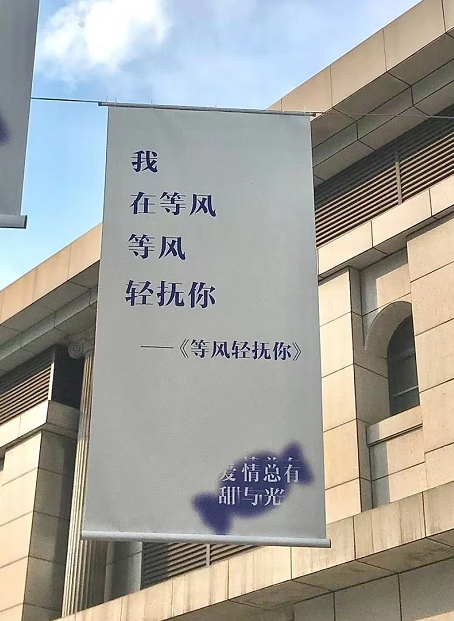 我
在等风
等风
轻抚你
——《等风轻抚你》
爱情总有
甜与光